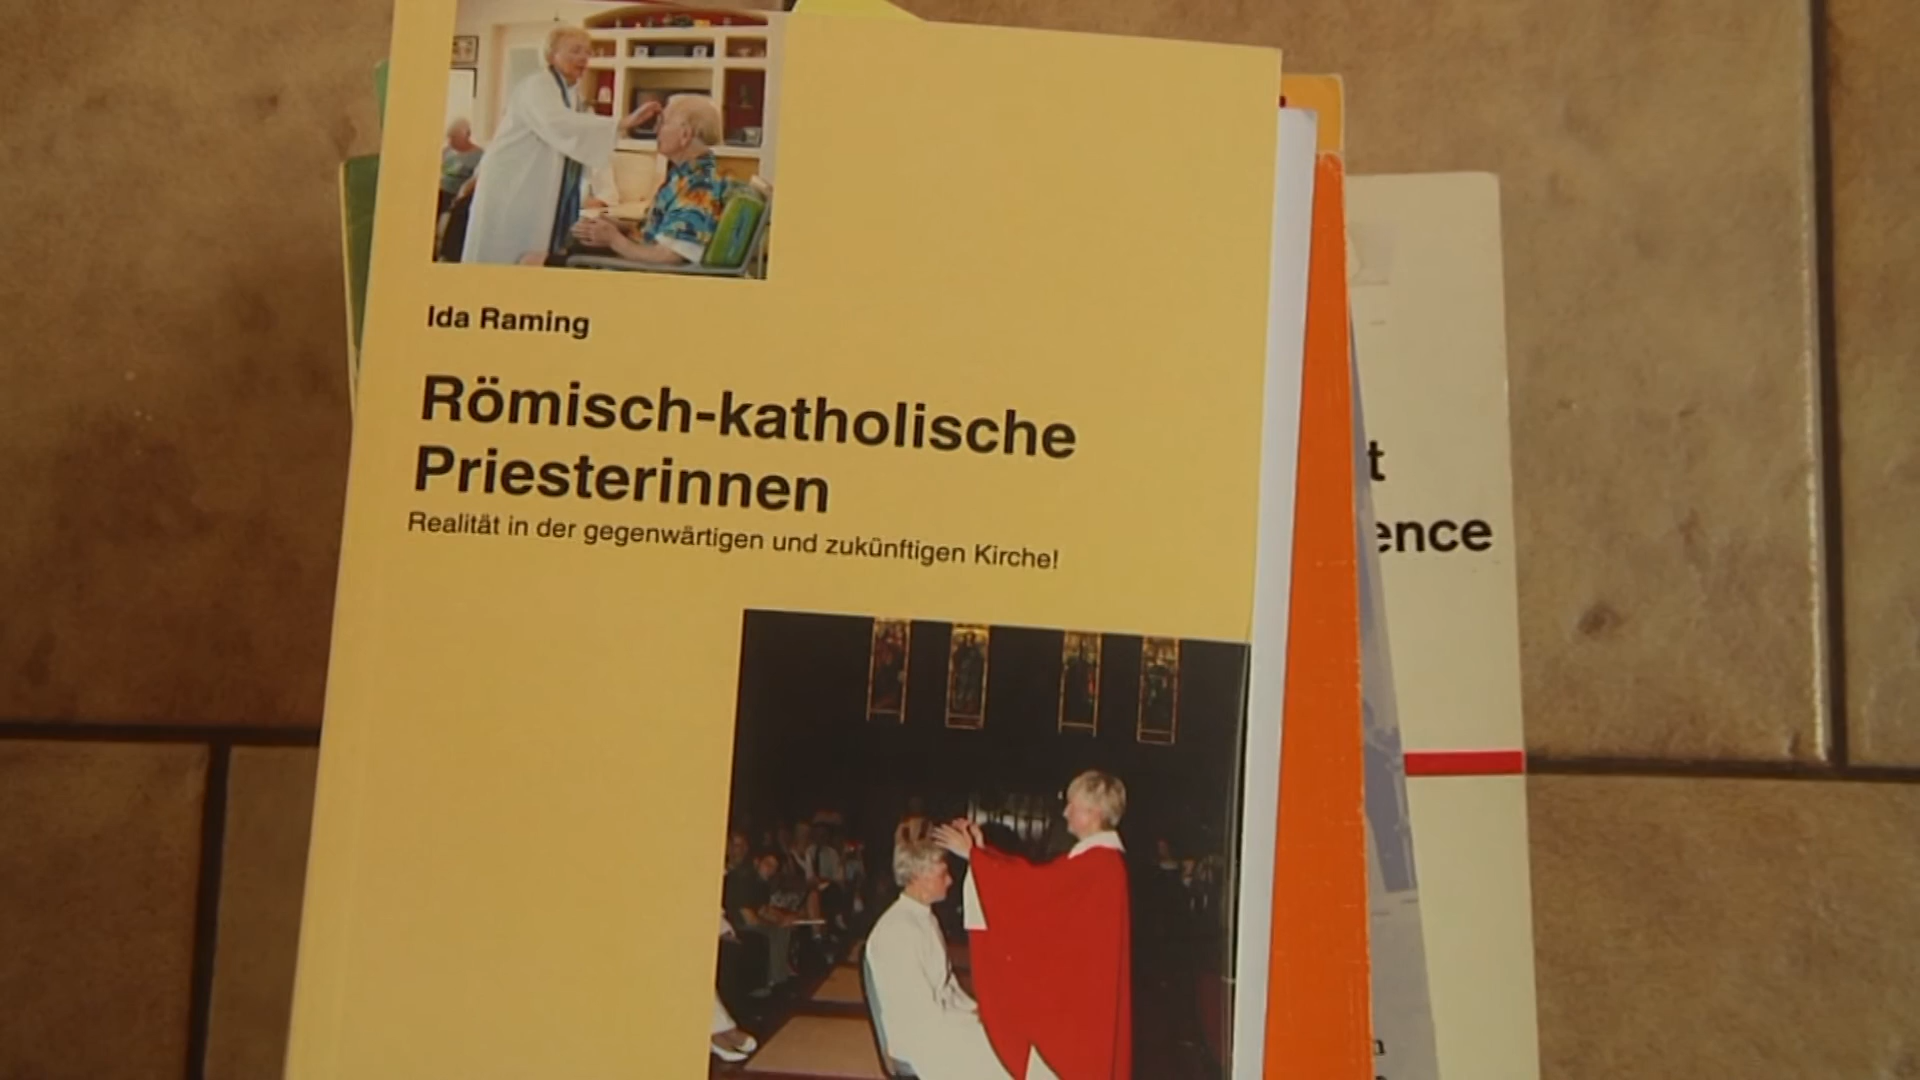 Ida Raming
Römisch-katholische
Priesterinnen
Realität in der gegenwärtigen und zukünftigen Kirche!
t
ence
n